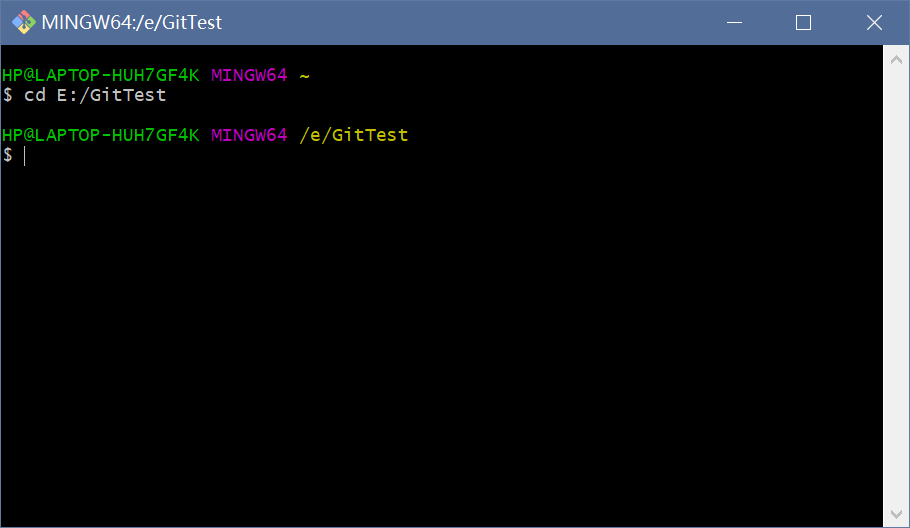 MINGW64:/e/GitTest
HP@LAPTOP-HUH7GF4K MINGW64 ~
$ cd E:/GitTest
HP@LAPTOP-HUH7GF4K MINGW64 /e/GitTest
$